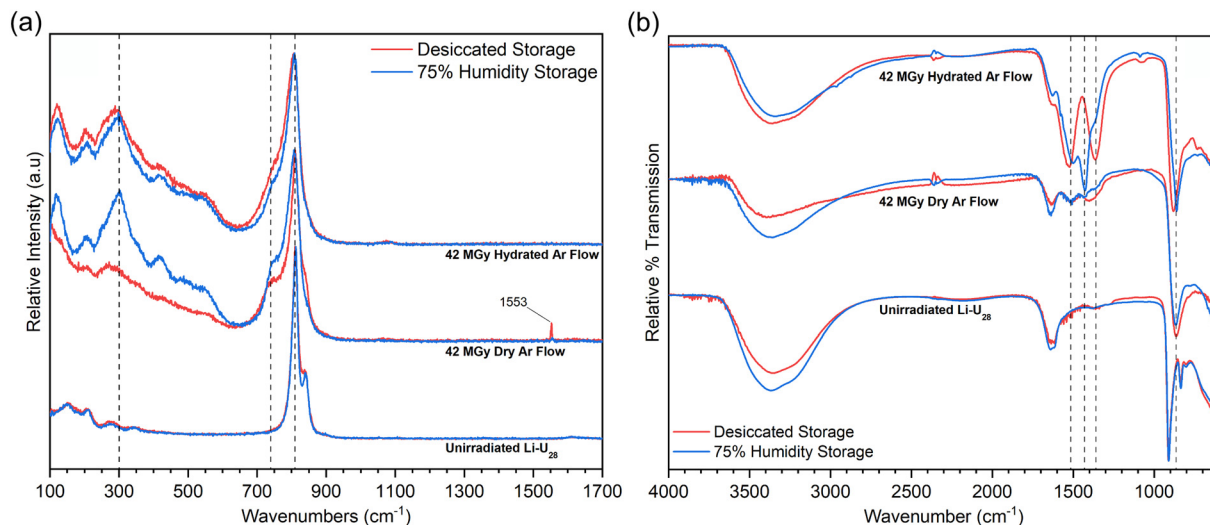 (a)
Desiccated Storage
75% Humidity Storage
42 MGy Hydrated Ar Flow
1553
42 MGy Dry Ar Flow
Unirradiated Li-U28
Relative Intensity (a.u)
100 300 500 700 900 1100 1300 1500 1700
Wavenumbers (cm-1)
(b)
42 MGy Hydrated Ar Flow
42 MGy Dry Ar Flow
Unirradiated Li-U28
Desiccated Storage
75% Humidity Storage
Relative % Transmission
4000 3500 3000 2500 2000 1500 1000
Wavenumber (cm-1)